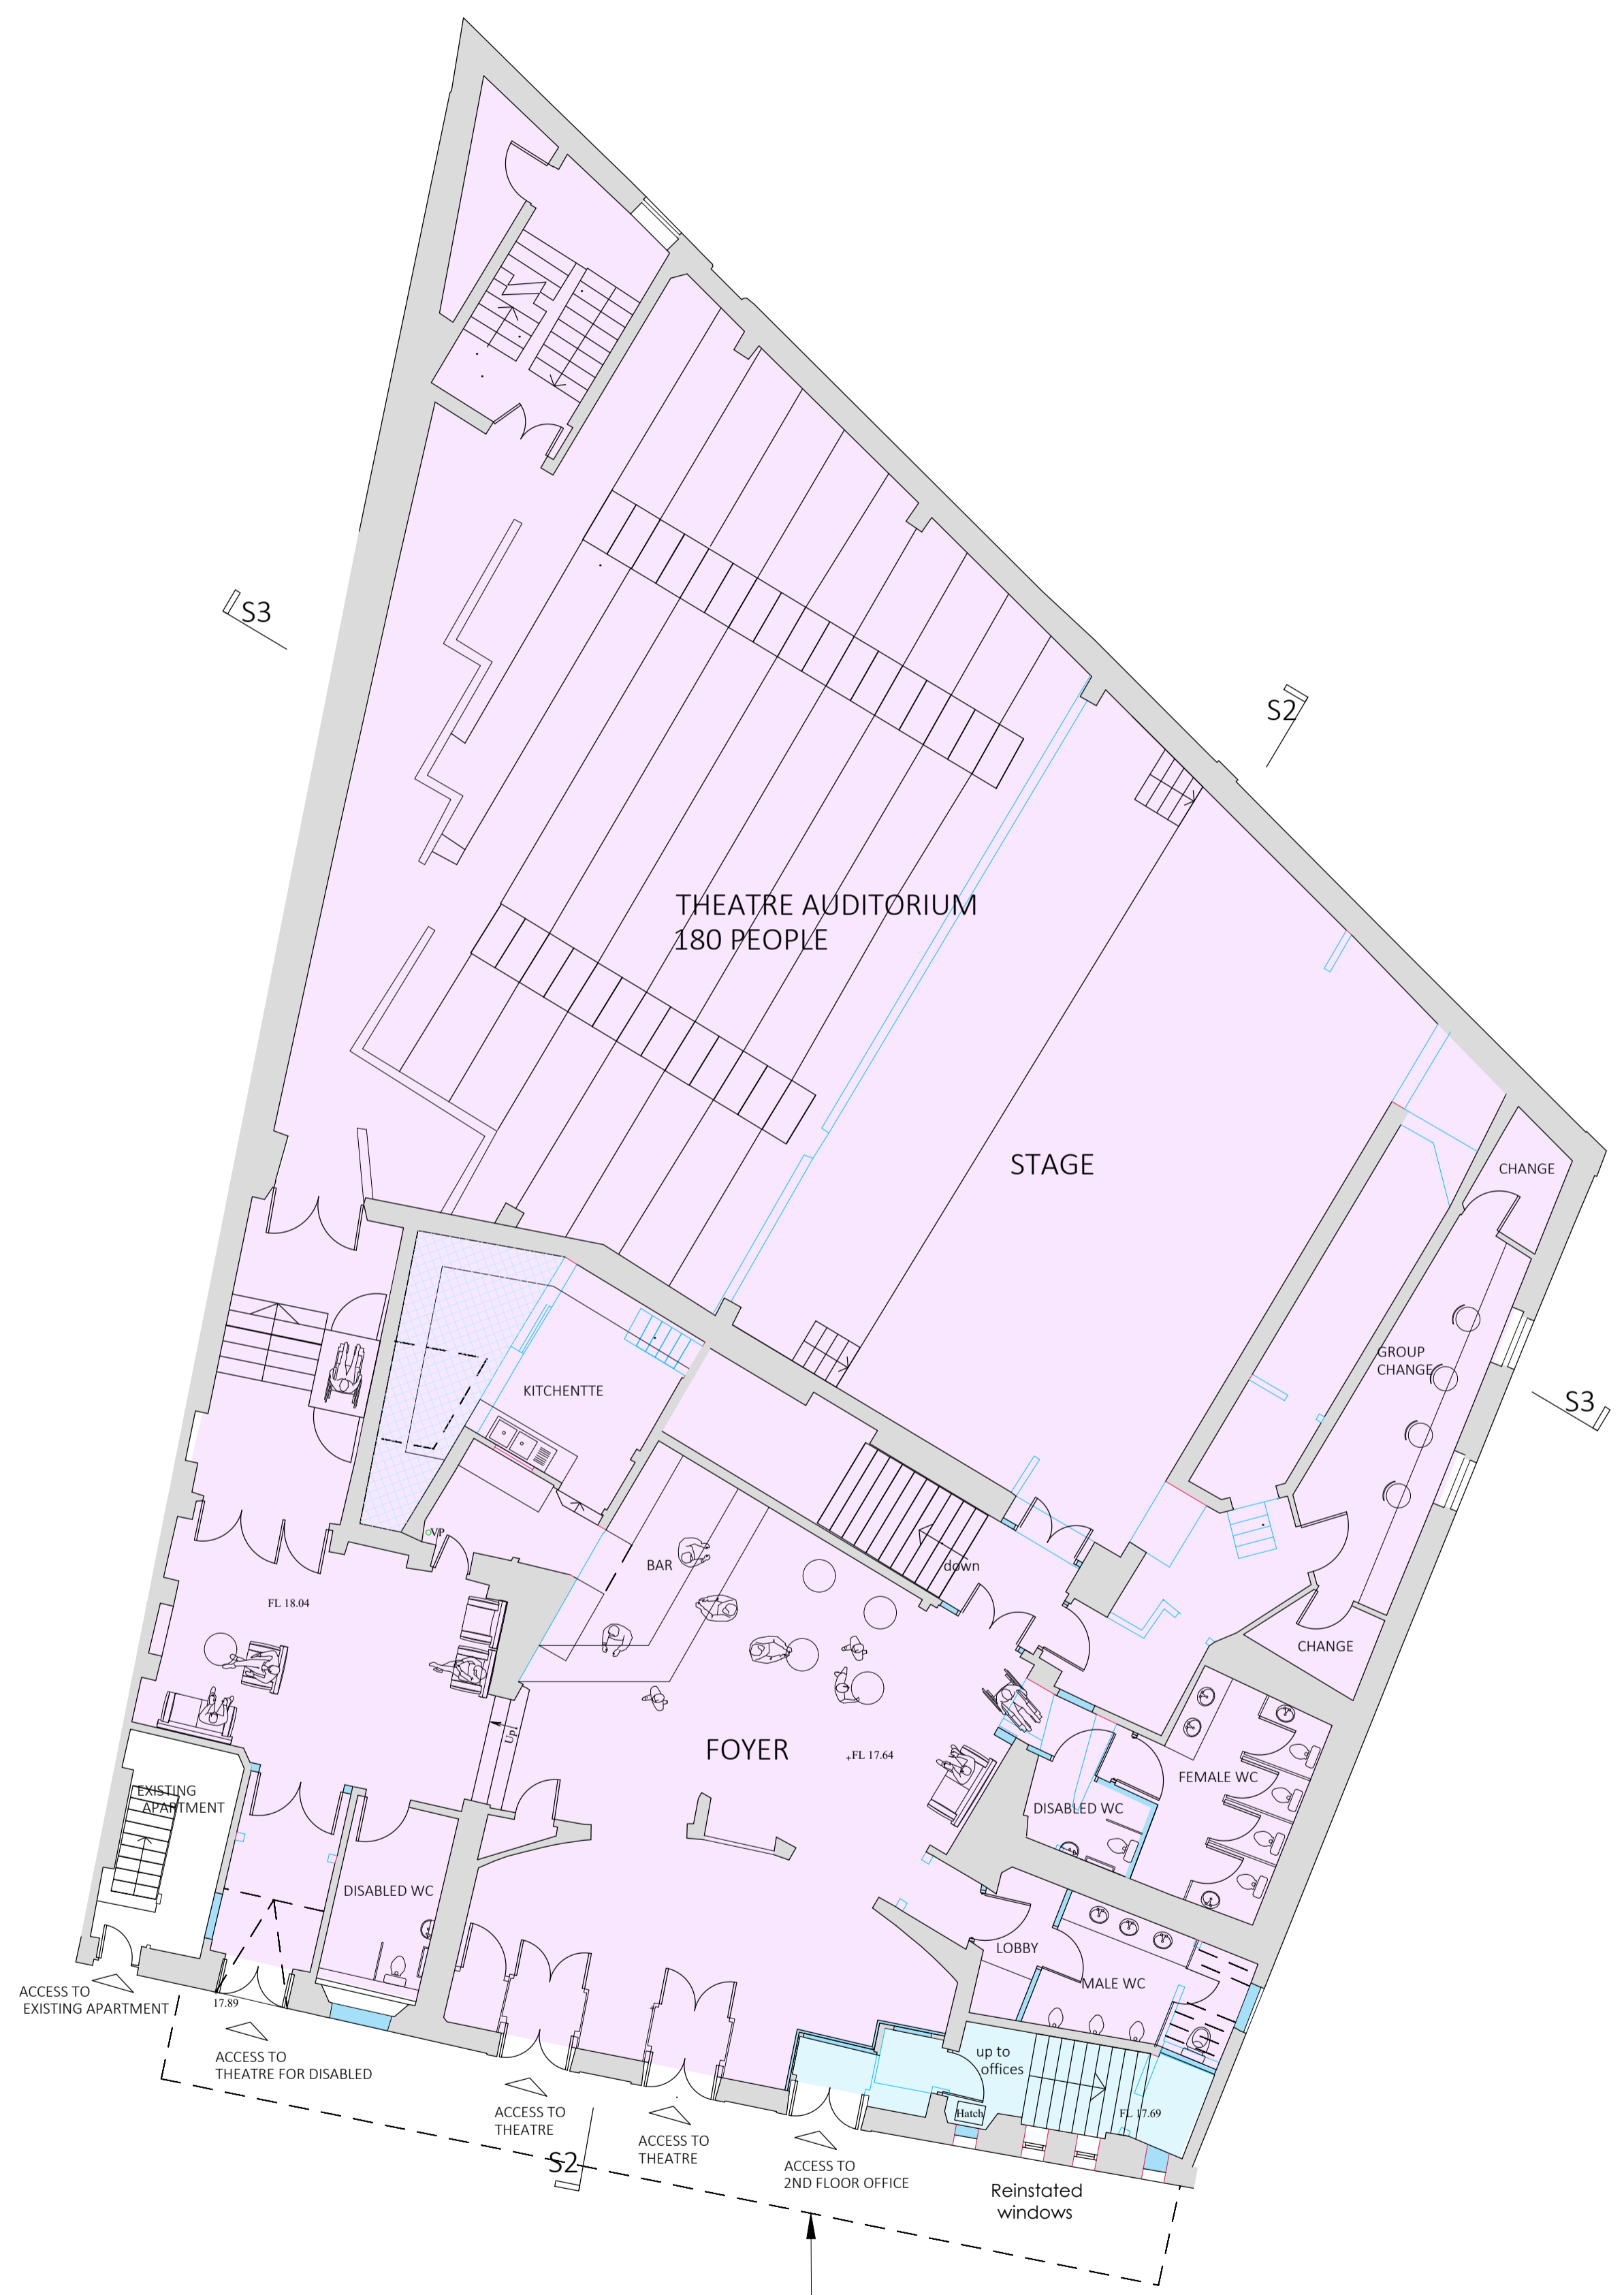 S3
S2
THEATRE AUDITORIUM
180 PEOPLE
STAGE
CHANGE
GROUP
CHANGE
S3
KITCHENTTE
VP
BAR
down
FL 18.04
CHANGE
Up
FOYER
FL 17.64
FEMALE WC
EXISTING
APARTMENT
DISABLED WC
DISABLED WC
LOBBY
MALE WC
ACCESS TO
EXISTING APARTMENT
17.89
up to
offices
Hatch
FL 17.69
ACCESS TO
THEATRE FOR DISABLED
ACCESS TO
THEATRE
ACCESS TO
THEATRE
S2
ACCESS TO
2ND FLOOR OFFICE
Reinstated
windows